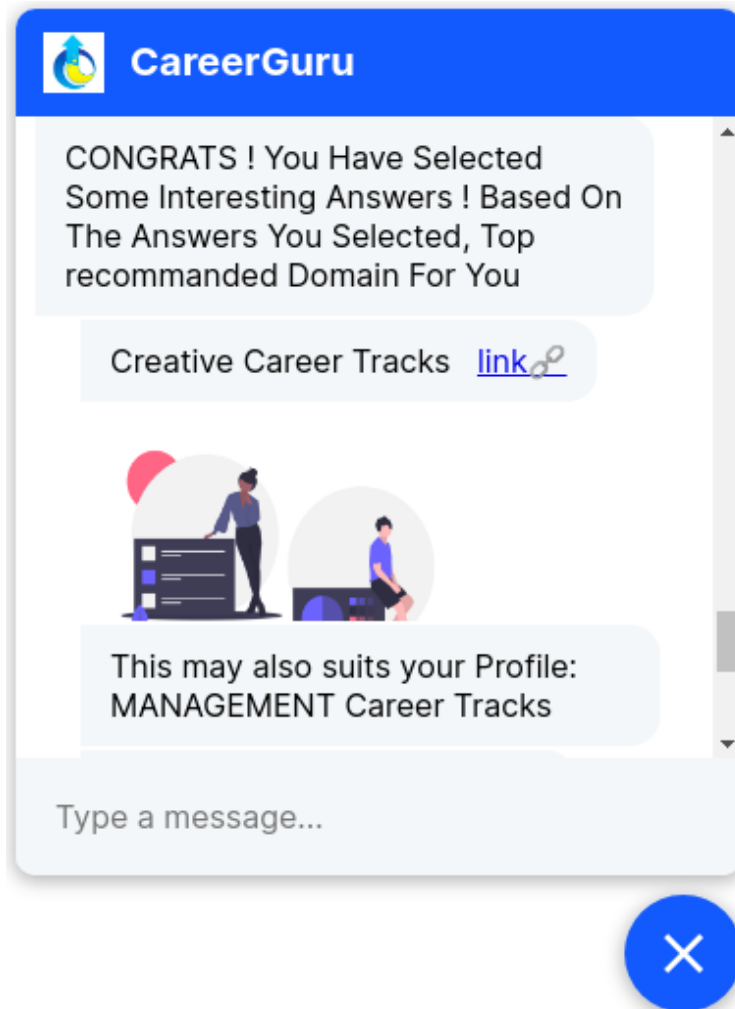 CareerGuru
CONGRATS ! You Have Selected
Some Interesting Answers ! Based On
The Answers You Selected, Top
recommanded Domain For You
Creative Career Tracks link
This may also suits your Profile:
MANAGEMENT Career Tracks
Type a message...